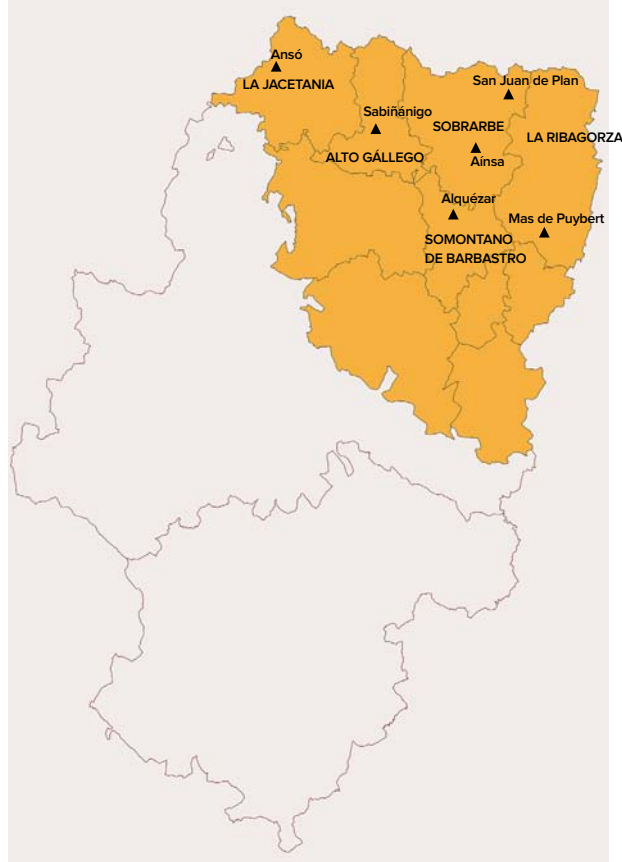 Ansó
LA JACETANIA
San Juan de Plan
Sabiñánigo
SOBRARBE
LA RIBAGORZA
ALTO GÁLLEGO
Aínsa
Alquézar
Mas de Puybert
SOMONTANO
DE BARBASTRO